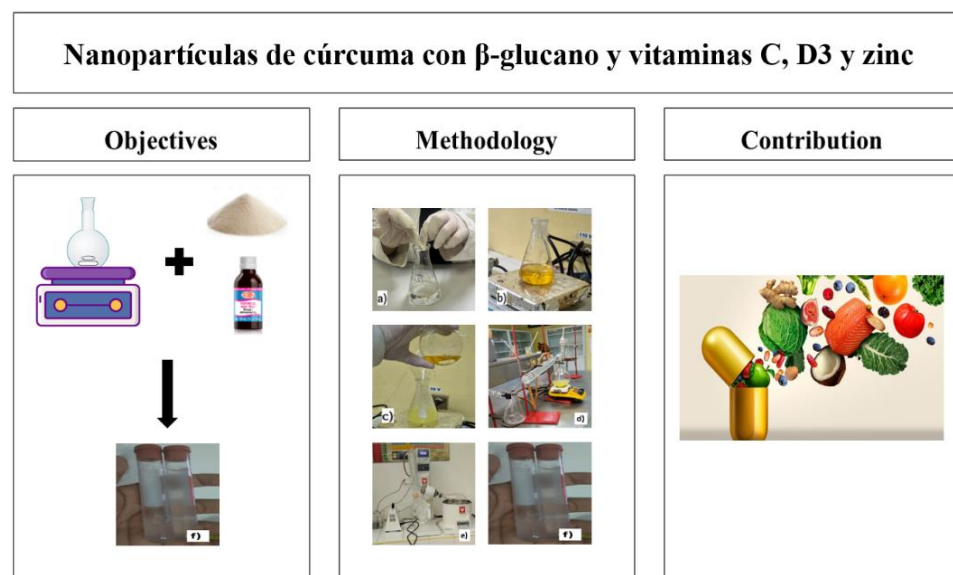 Nanopartículas de cúrcuma con β-glucano y vitaminas C, D3 y zinc
Objectives
Methodology
Contribution
f)
a)
b)
c)
d)
e)
f)